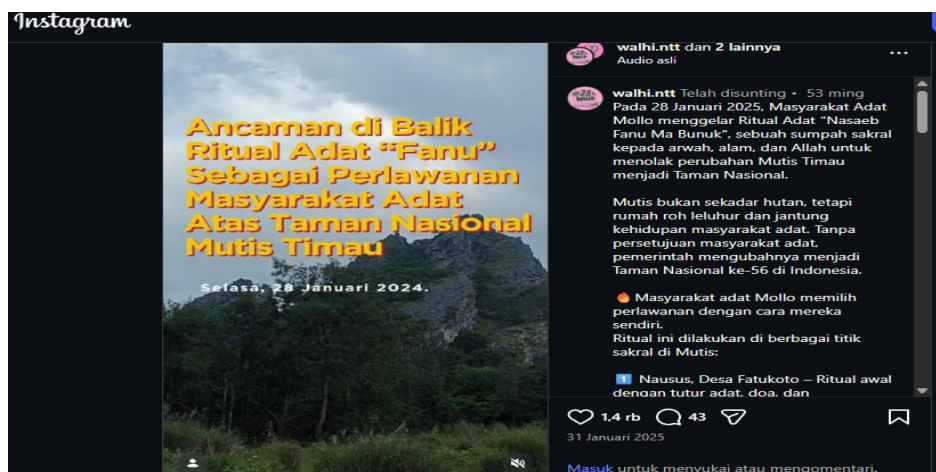 Instagram
Ancaman di Balik
Ritual Adat “Fanu”
Sebagai Perlawanan
Masyarakat Adat
Atas Taman Nasional
Mutis Timau
Selasa, 28 Januari 2024.
walhi.ntt dan 2 lainnya
Audio asli
walhi.ntt Telah disunting • 53 ming
Pada 28 Januari 2025, Masyarakat Adat
Mollo menggelar Ritual Adat "Nasaeb
Fanu Ma Bunuk", sebuah sumpah sakral
kepada arwah, alam, dan Allah untuk
menolak perubahan Mutis Timau
menjadi Taman Nasional.
Mutis bukan sekadar hutan, tetapi
rumah roh leluhur dan jantung
kehidupan masyarakat adat. Tanpa
persetujuan masyarakat adat,
pemerintah mengubahnya menjadi
Taman Nasional ke-56 di Indonesia.
🔥 Masyarakat adat Mollo memilih
perlawanan dengan cara mereka
sendiri.
Ritual ini dilakukan di berbagai titik
sakral di Mutis:
1️⃣ Nausus, Desa Fatukoto – Ritual awal
dengan tutur adat, doa, dan
1,4 rb 43
31 Januari 2025
Masuk untuk menyukai atau mengomentari.